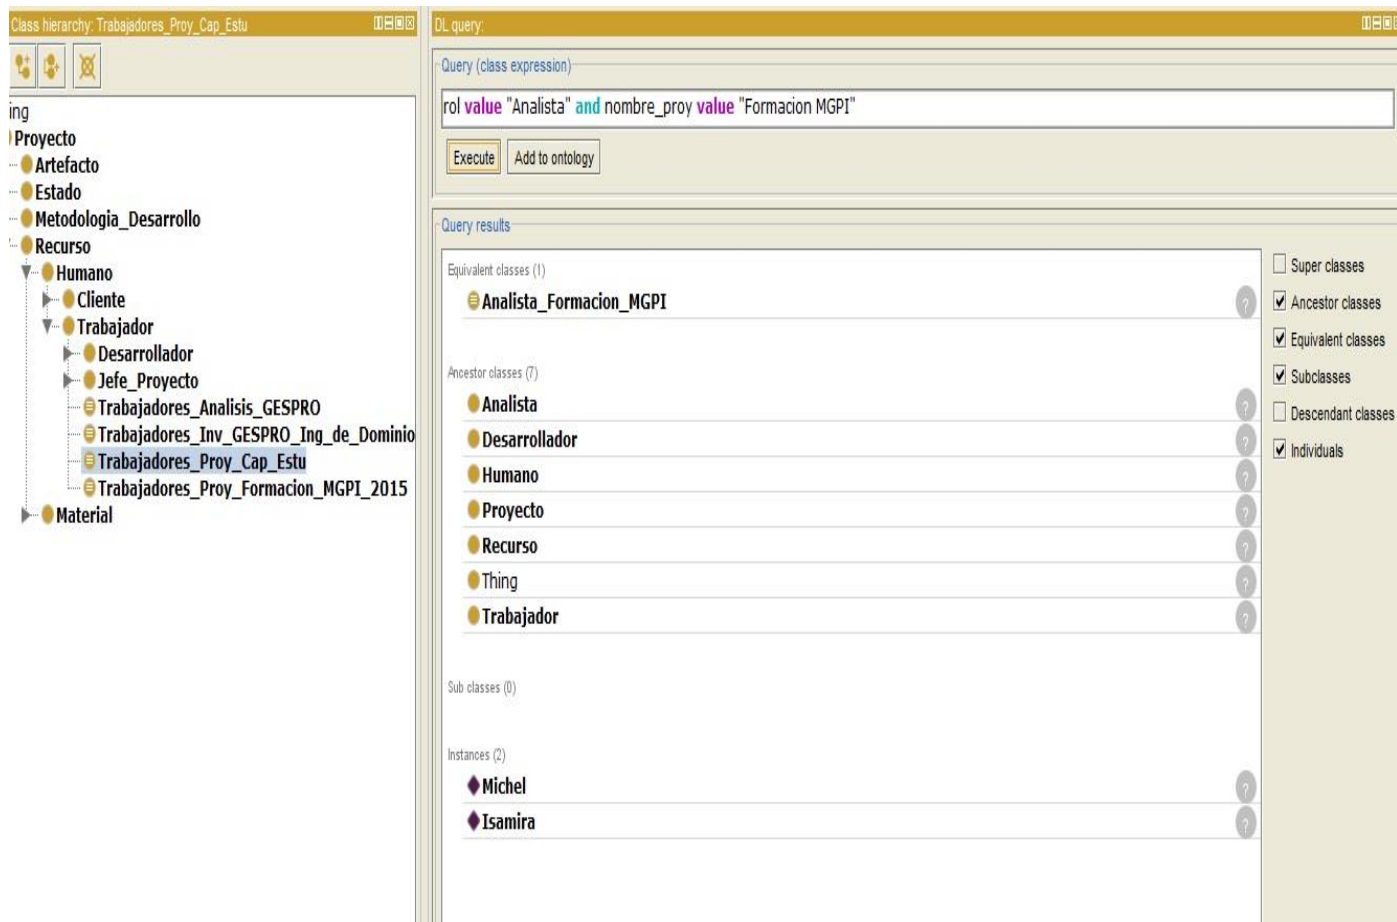 Class hierarchy: Trabajadores_Proy_Cap_Estu
ing
Proyecto
Artefacto
Estado
Metodologia_Desarrollo
Recurso
Humano
Cliente
Trabajador
Desarrollador
Jefe_Proyecto
Trabajadores_Analisis_GESPRO
Trabajadores_Inv_GESPRO_Ing_de_Dominio
Trabajadores_Proy_Cap_Estu
Trabajadores_Proy_Formacion_MGPI_2015
Material
DL query:
Query (class expression)
rol value "Analista" and nombre_proy value "Formacion MGPI"
Execute Add to ontology
Query results
Equivalent classes (1)
Analista_Formacion_MGPI ?
Ancestor classes (7)
Analista ?
Desarrollador ?
Humano ?
Proyecto ?
Recurso ?
Thing ?
Trabajador ?
Sub classes (0)
Instances (2)
Michel ?
Isamira ?
Super classes
Ancestor classes
Equivalent classes
Subclasses
Descendant classes
Individuals